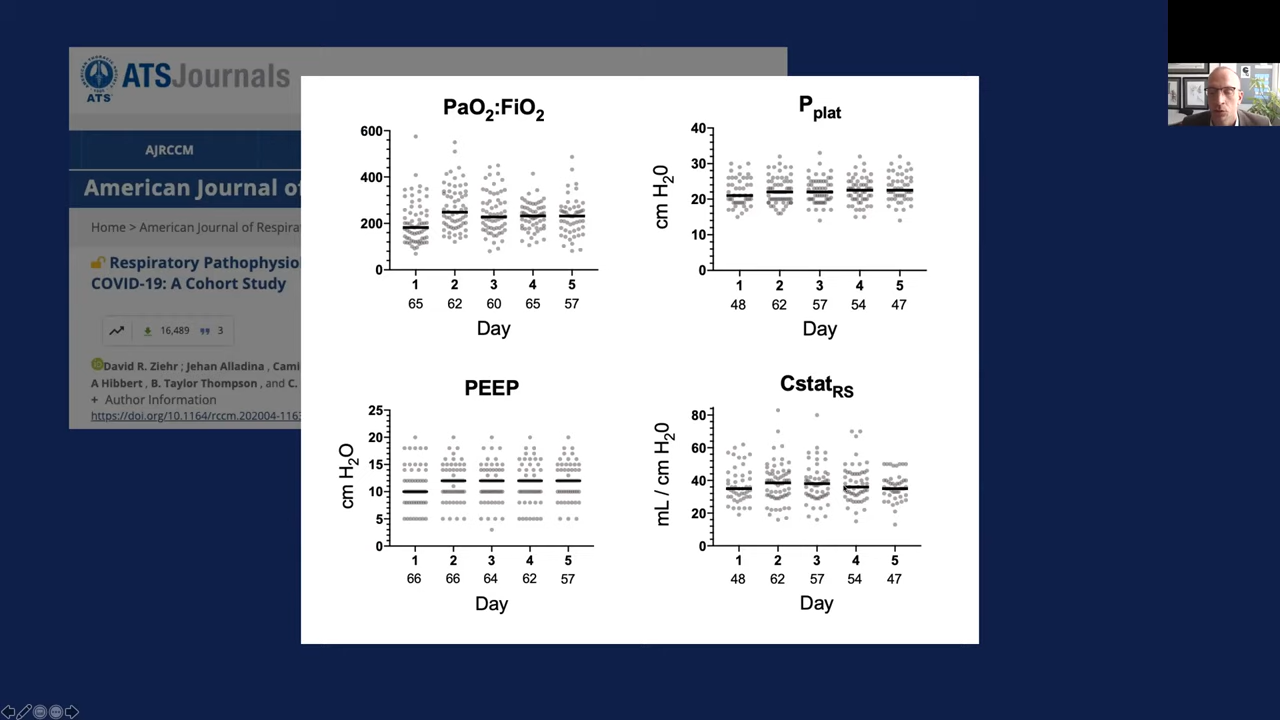 ATSJournals
ATS
AJRCCM
American Journal of
Home > American Journal of Respira
Respiratory Pathophysio
COVID-19: A Cohort Study
16,489 3
David R. Ziehr ; Jehan Alladina , Cami
A Hibbert , B. Taylor Thompson , and C.
+ Author Information
https://doi.org/10.1164/rccm.202004-1163
PaO2:FiO2
600
400
200
0
1 2 3 4 5
65 62 60 65 57
Day
Pplat
cm H20
40
30
20
10
0
1 2 3 4 5
48 62 57 54 47
Day
PEEP
cm H2O
25
20
15
10
5
0
1 2 3 4 5
66 66 64 62 57
Day
CstatRS
mL / cm H20
80
60
40
20
0
1 2 3 4 5
48 62 57 54 47
Day